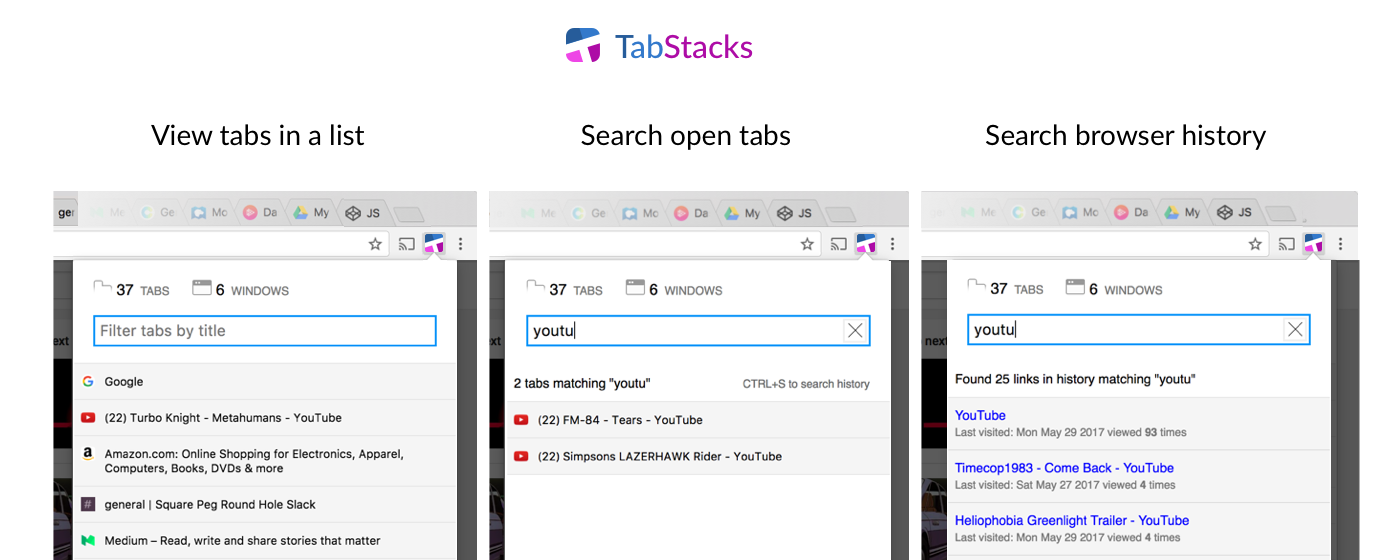 TabStacks
View tabs in a list
Search open tabs
Search browser history
ger Me Ge Mo Da My JS
37 TABS 6 WINDOWS
Filter tabs by title
Google
(22) Turbo Knight - Metahumans - YouTube
Amazon.com: Online Shopping for Electronics, Apparel,
Computers, Books, DVDs & more
general | Square Peg Round Hole Slack
Medium – Read, write and share stories that matter
ext
Me Ge Mo Da My JS
37 TABS 6 WINDOWS
youtu
2 tabs matching "youtu" CTRL+S to search history
(22) FM-84 - Tears - YouTube
(22) Simpsons LAZERHAWK Rider - YouTube
xt
Me Ge Mo Da My JS
37 TABS 6 WINDOWS
youtu
next
Found 25 links in history matching "youtu"
YouTube
Last visited: Mon May 29 2017 viewed 93 times
Timecop1983 - Come Back - YouTube
Last visited: Sat May 27 2017 viewed 4 times
Heliophobia Greenlight Trailer - YouTube
Last visited: Mon May 29 2017 viewed 4 times